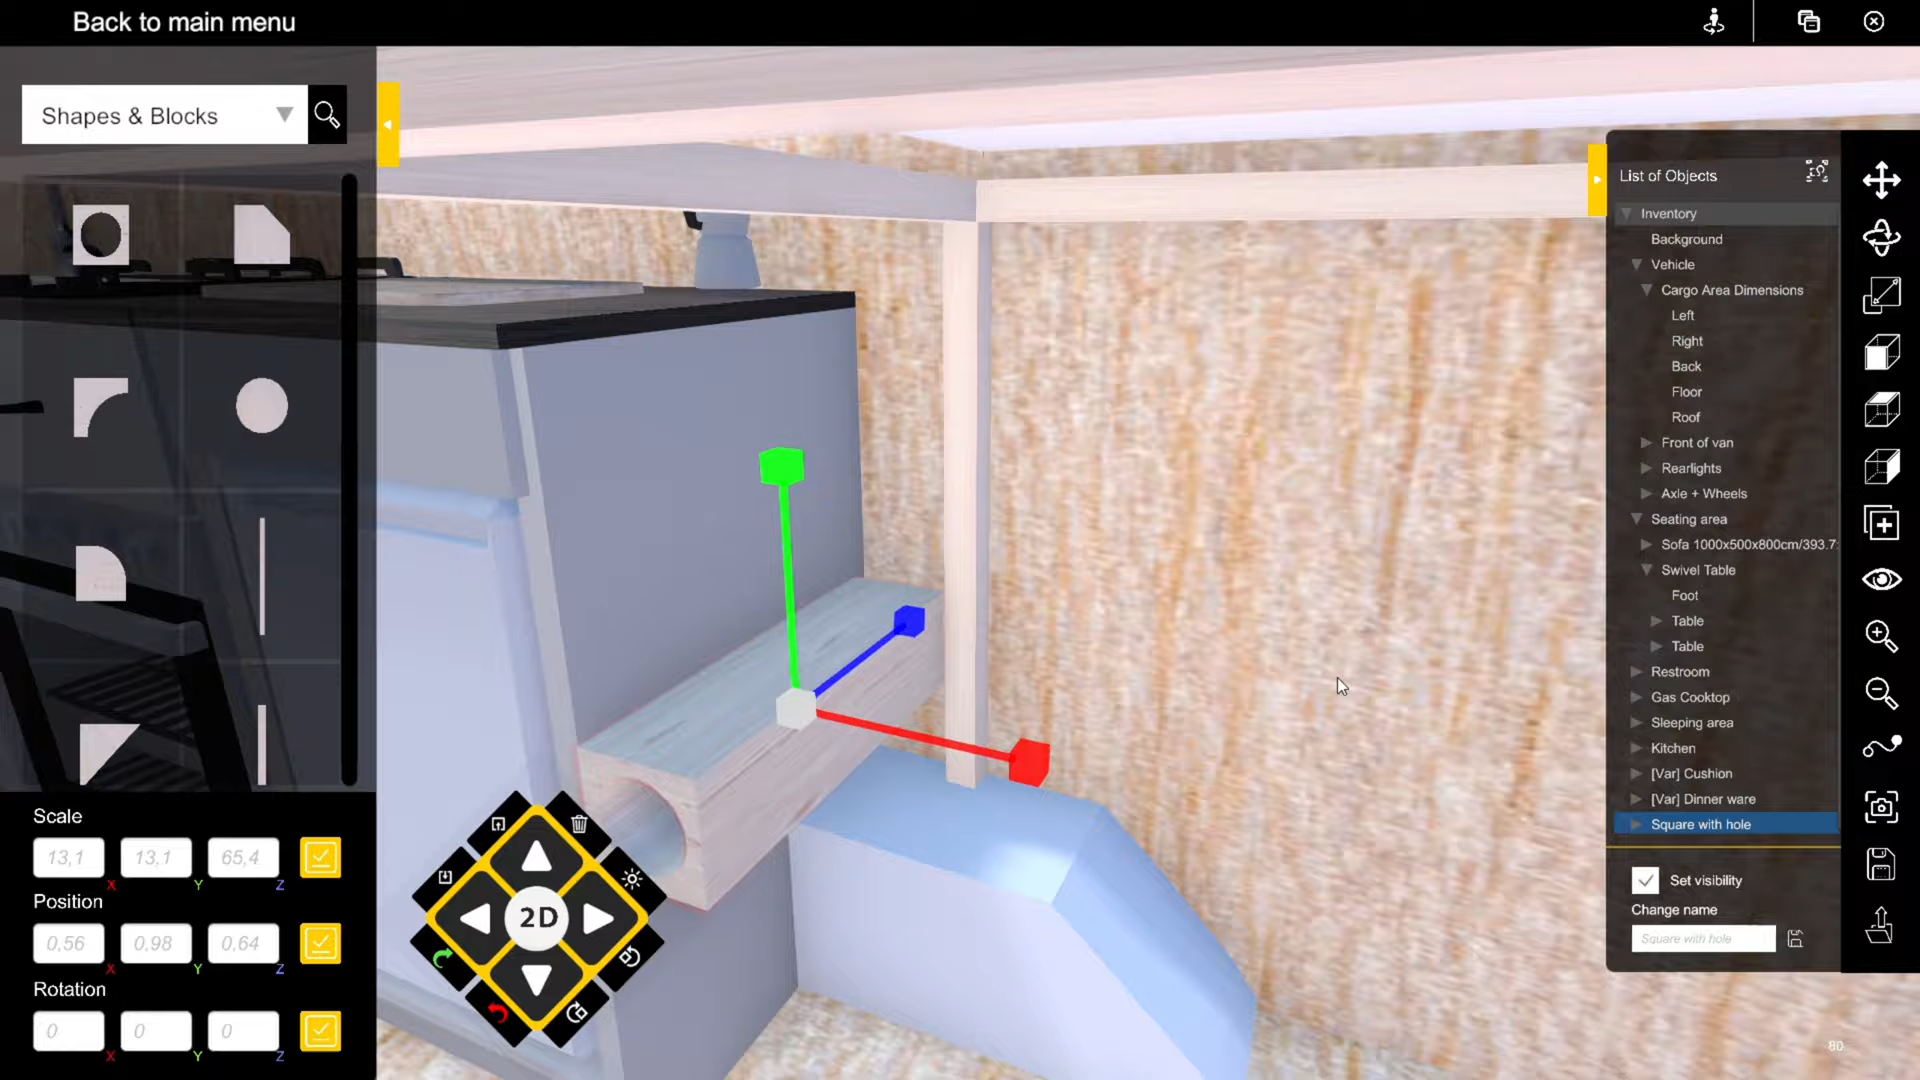 Back to main menu
Shapes & Blocks
Scale
13,1
13,1
65,4
X
Y
Z
Position
0,56
0,98
0,64
X
Y
Z
Rotation
0
0
0
X
Y
Z
2D
List of Objects
Inventory
Background
Vehicle
Cargo Area Dimensions
Left
Right
Back
Floor
Roof
Front of van
Rearlights
Axle + Wheels
Seating area
Sofa 1000x500x800cm/393.7:
Swivel Table
Foot
Table
Table
Restroom
Gas Cooktop
Sleeping area
Kitchen
[Var] Cushion
[Var] Dinner ware
Square with hole
Set visibility
Change name
Square with hole
80